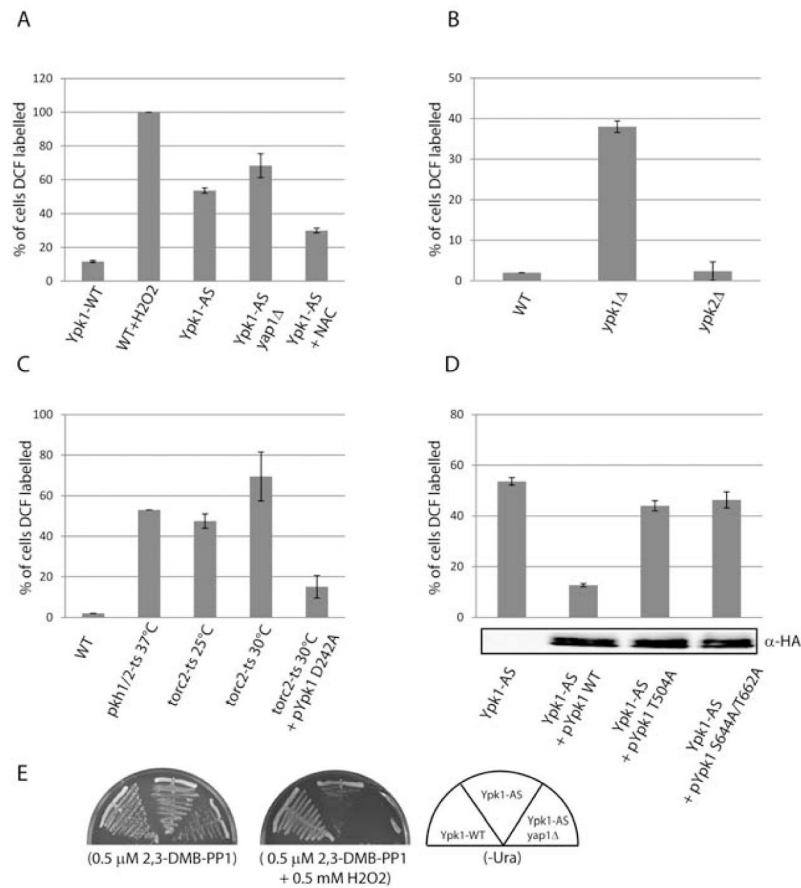 A
% of cells DCF labelled
120
100
80
60
40
20
0
Ypk1-WT
WT+H2O2
Ypk1-AS
Ypk1-AS
yap1Δ
Ypk1-AS
+ NAC
B
% of cells DCF labelled
50
40
30
20
10
0
WT
ypk1Δ
ypk2Δ
C
% of cells DCF labelled
100
80
60
40
20
0
WT
pkh1/2-ts 37°C
torc2-ts 25°C
torc2-ts 30°C
torc2-ts 30°C
+ pYpk1 D242A
D
% of cells DCF labelled
80
60
40
20
0
α-HA
Ypk1-AS
Ypk1-AS
+ pYpk1 WT
Ypk1-AS
+ pYpk1 T504A
Ypk1-AS
+ pYpk1 S644A/T662A
E
(0.5 μM 2,3-DMB-PP1)
( 0.5 μM 2,3-DMB-PP1
+ 0.5 mM H2O2)
Ypk1-WT
Ypk1-AS
Ypk1-AS
yap1Δ
(-Ura)